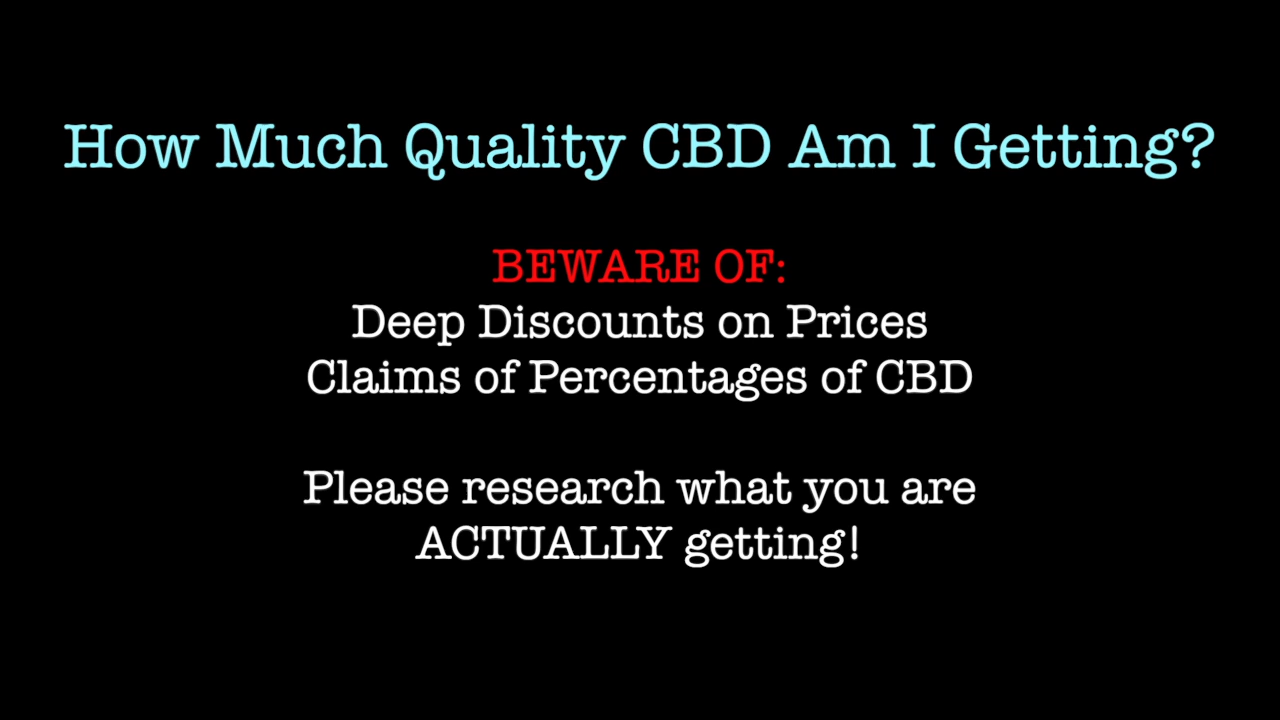 How Much Quality CBD Am I Getting?
BEWARE OF:
Deep Discounts on Prices
Claims of Percentages of CBD
Please research what you are
ACTUALLY getting!